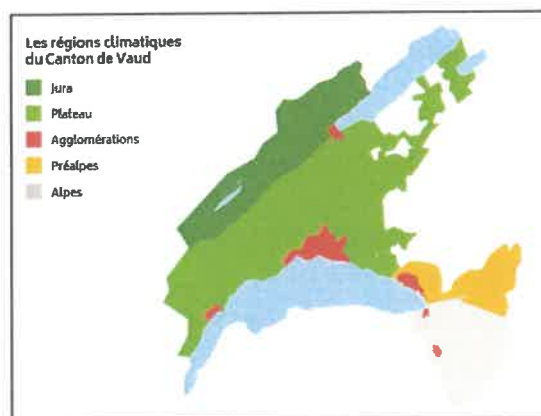 Les régions climatiques
du Canton de Vaud
Jura
Plateau
Agglomérations
Préalpes
Alpes